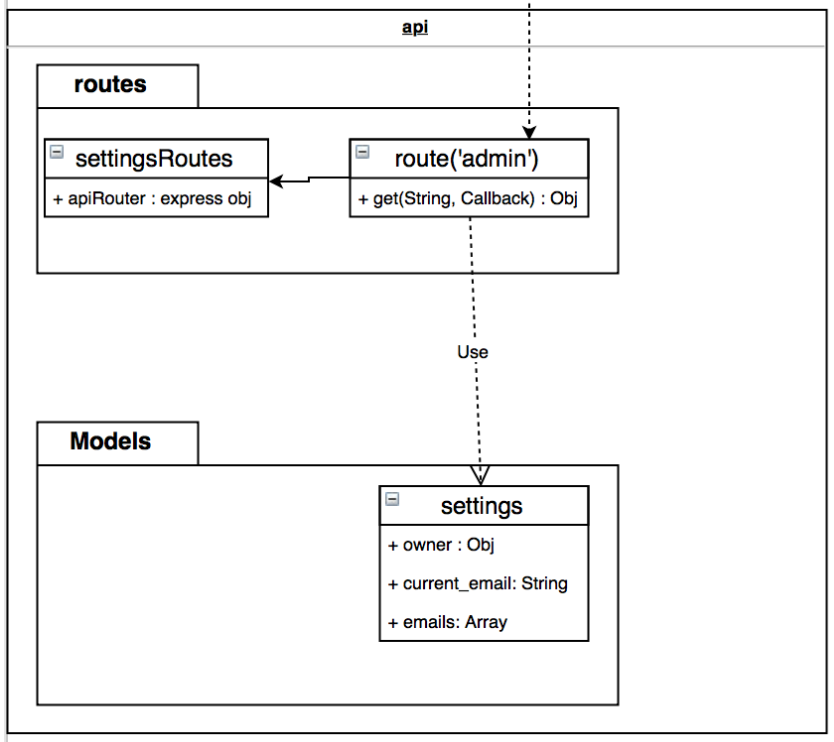 api
routes
settingsRoutes
+ apiRouter : express obj
route('admin')
+ get(String, Callback) : Obj
Use
Models
settings
+ owner : Obj
+ current_email: String
+ emails: Array